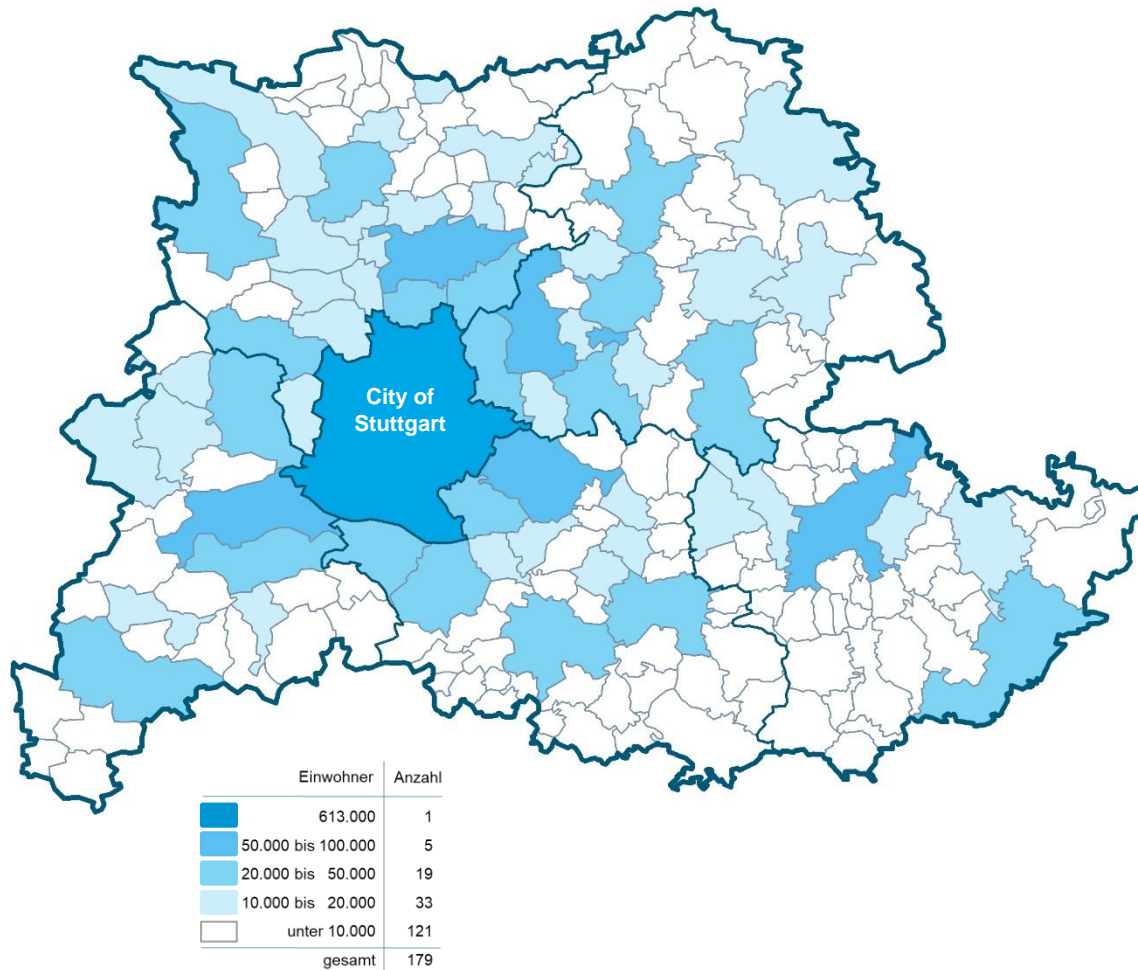 City of
Stuttgart
Einwohner Anzahl
613.000 1
50.000 bis 100.000 5
20.000 bis 50.000 19
10.000 bis 20.000 33
unter 10.000 121
gesamt 179